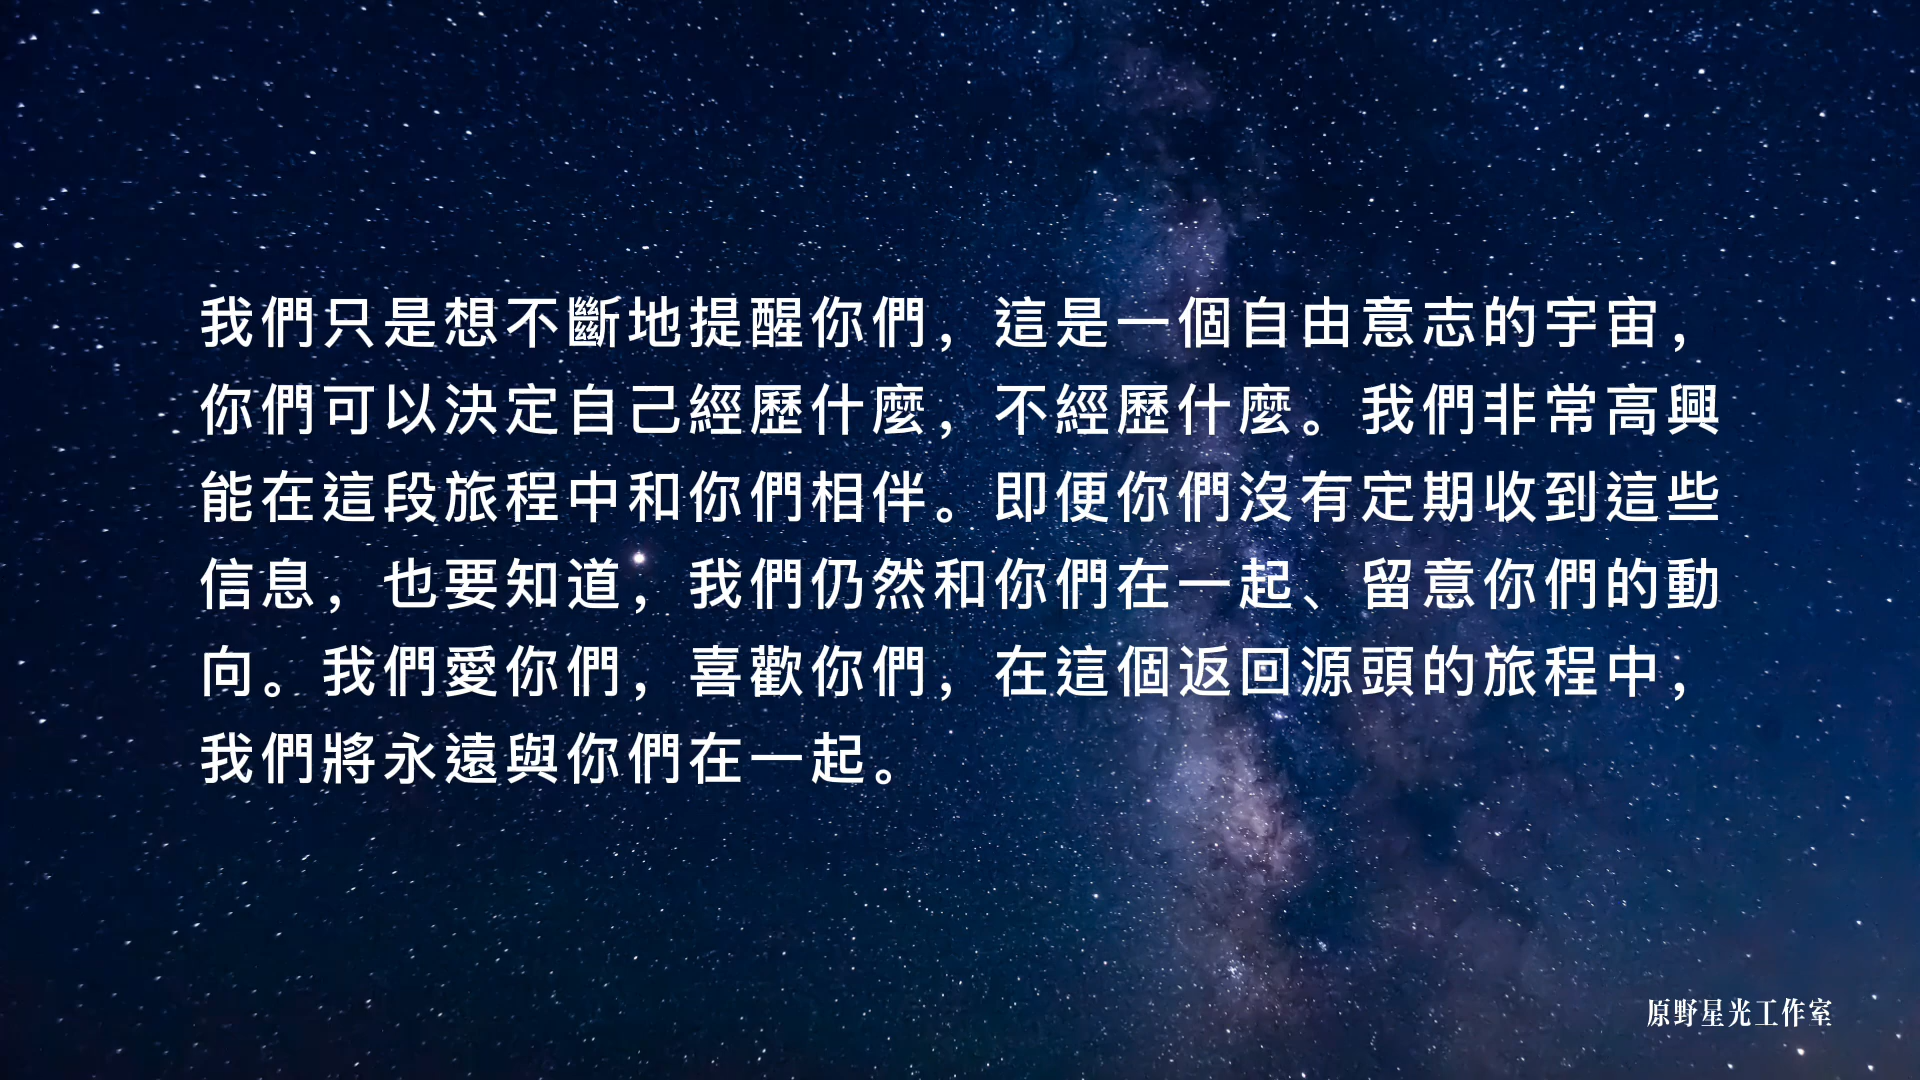 我們只是想不斷地提醒你們，這是一個自由意志的宇宙，
你們可以決定自己經歷什麼，不經歷什麼。我們非常高興
能在這段旅程中和你們相伴。即便你們沒有定期收到這些
信息，也要知道，我們仍然和你們在一起、留意你們的動
向。我們愛你們，喜歡你們，在這個返回源頭的旅程中，
我們將永遠與你們在一起。
原野星光工作室